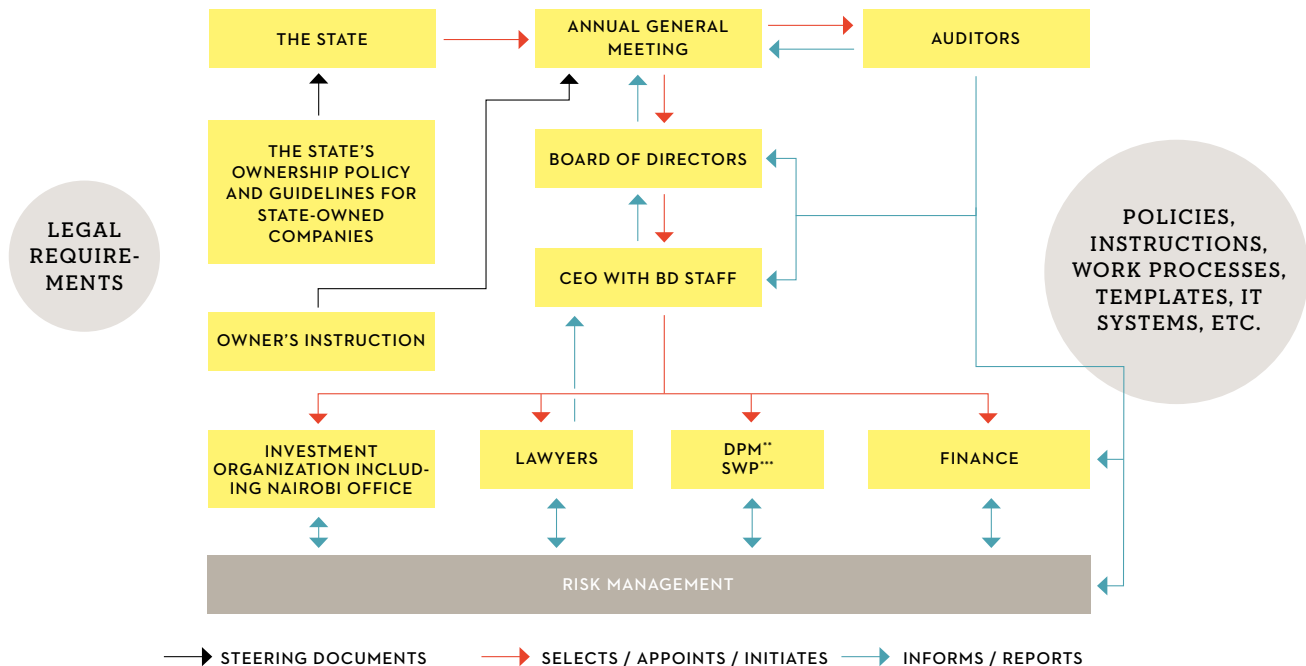 THE STATE
ANNUAL GENERAL
MEETING
AUDITORS
THE STATE'S
OWNERSHIP POLICY
AND GUIDELINES FOR
STATE-OWNED
COMPANIES
BOARD OF DIRECTORS
LEGAL
REQUIRE-
MENTS
POLICIES,
INSTRUCTIONS,
WORK PROCESSES,
TEMPLATES, IT
SYSTEMS, ETC.
CEO WITH BD STAFF
OWNER'S INSTRUCTION
INVESTMENT
ORGANIZATION INCLUD-
ING NAIROBI OFFICE
LAWYERS
DPM**
SWP***
FINANCE
RISK MANAGEMENT
STEERING DOCUMENTS
SELECTS / APPOINTS / INITIATES
INFORMS / REPORTS